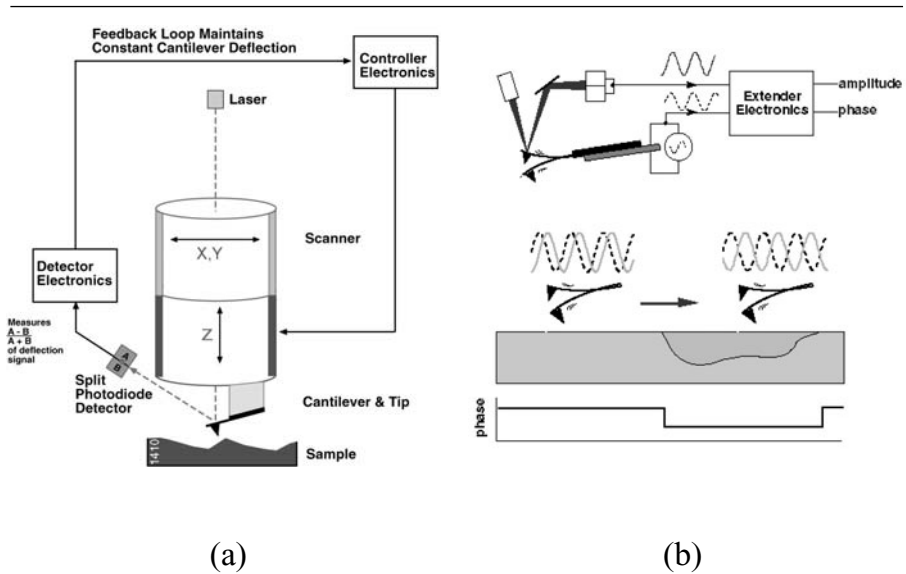 Feedback Loop Maintains
Constant Cantilever Deflection
Controller
Electronics
Laser
Scanner
X,Y
Z
Detector
Electronics
Measures
A - B
A + B
of deflection
signal
A
B
Split
Photodiode
Detector
Cantilever & Tip
1410
Sample
Extender
Electronics
amplitude
phase
phase
(a)
(b)